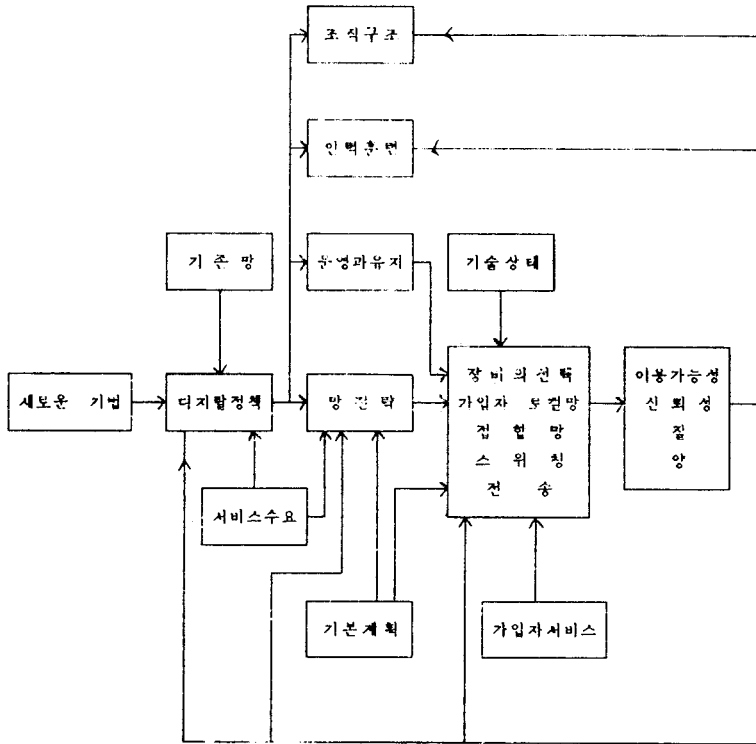 조직구조
인력훈련
기존망
운영과유지
기술상태
새로운 기법
디지탈정책
망전략
장비의선택
가입자 로컬망
접합망
스위칭
전송
이용가능성
신뢰성
질
양
서비스수요
기본계획
가입자서비스